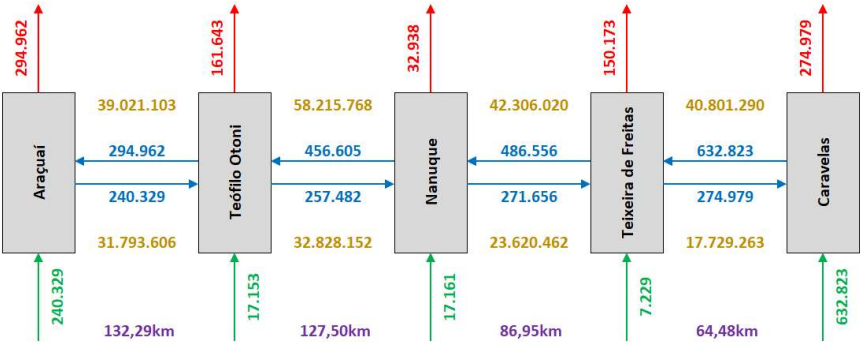 294.962
161.643
32.938
150.173
274.979
39.021.103
58.215.768
42.306.020
40.801.290
Araçuaí
Teófilo Otoni
Nanuque
Teixeira de Freitas
Caravelas
294.962
456.605
486.556
632.823
240.329
257.482
271.656
274.979
31.793.606
32.828.152
23.620.462
17.729.263
240.329
17.153
17.161
7.229
632.823
132,29km
127,50km
86,95km
64,48km